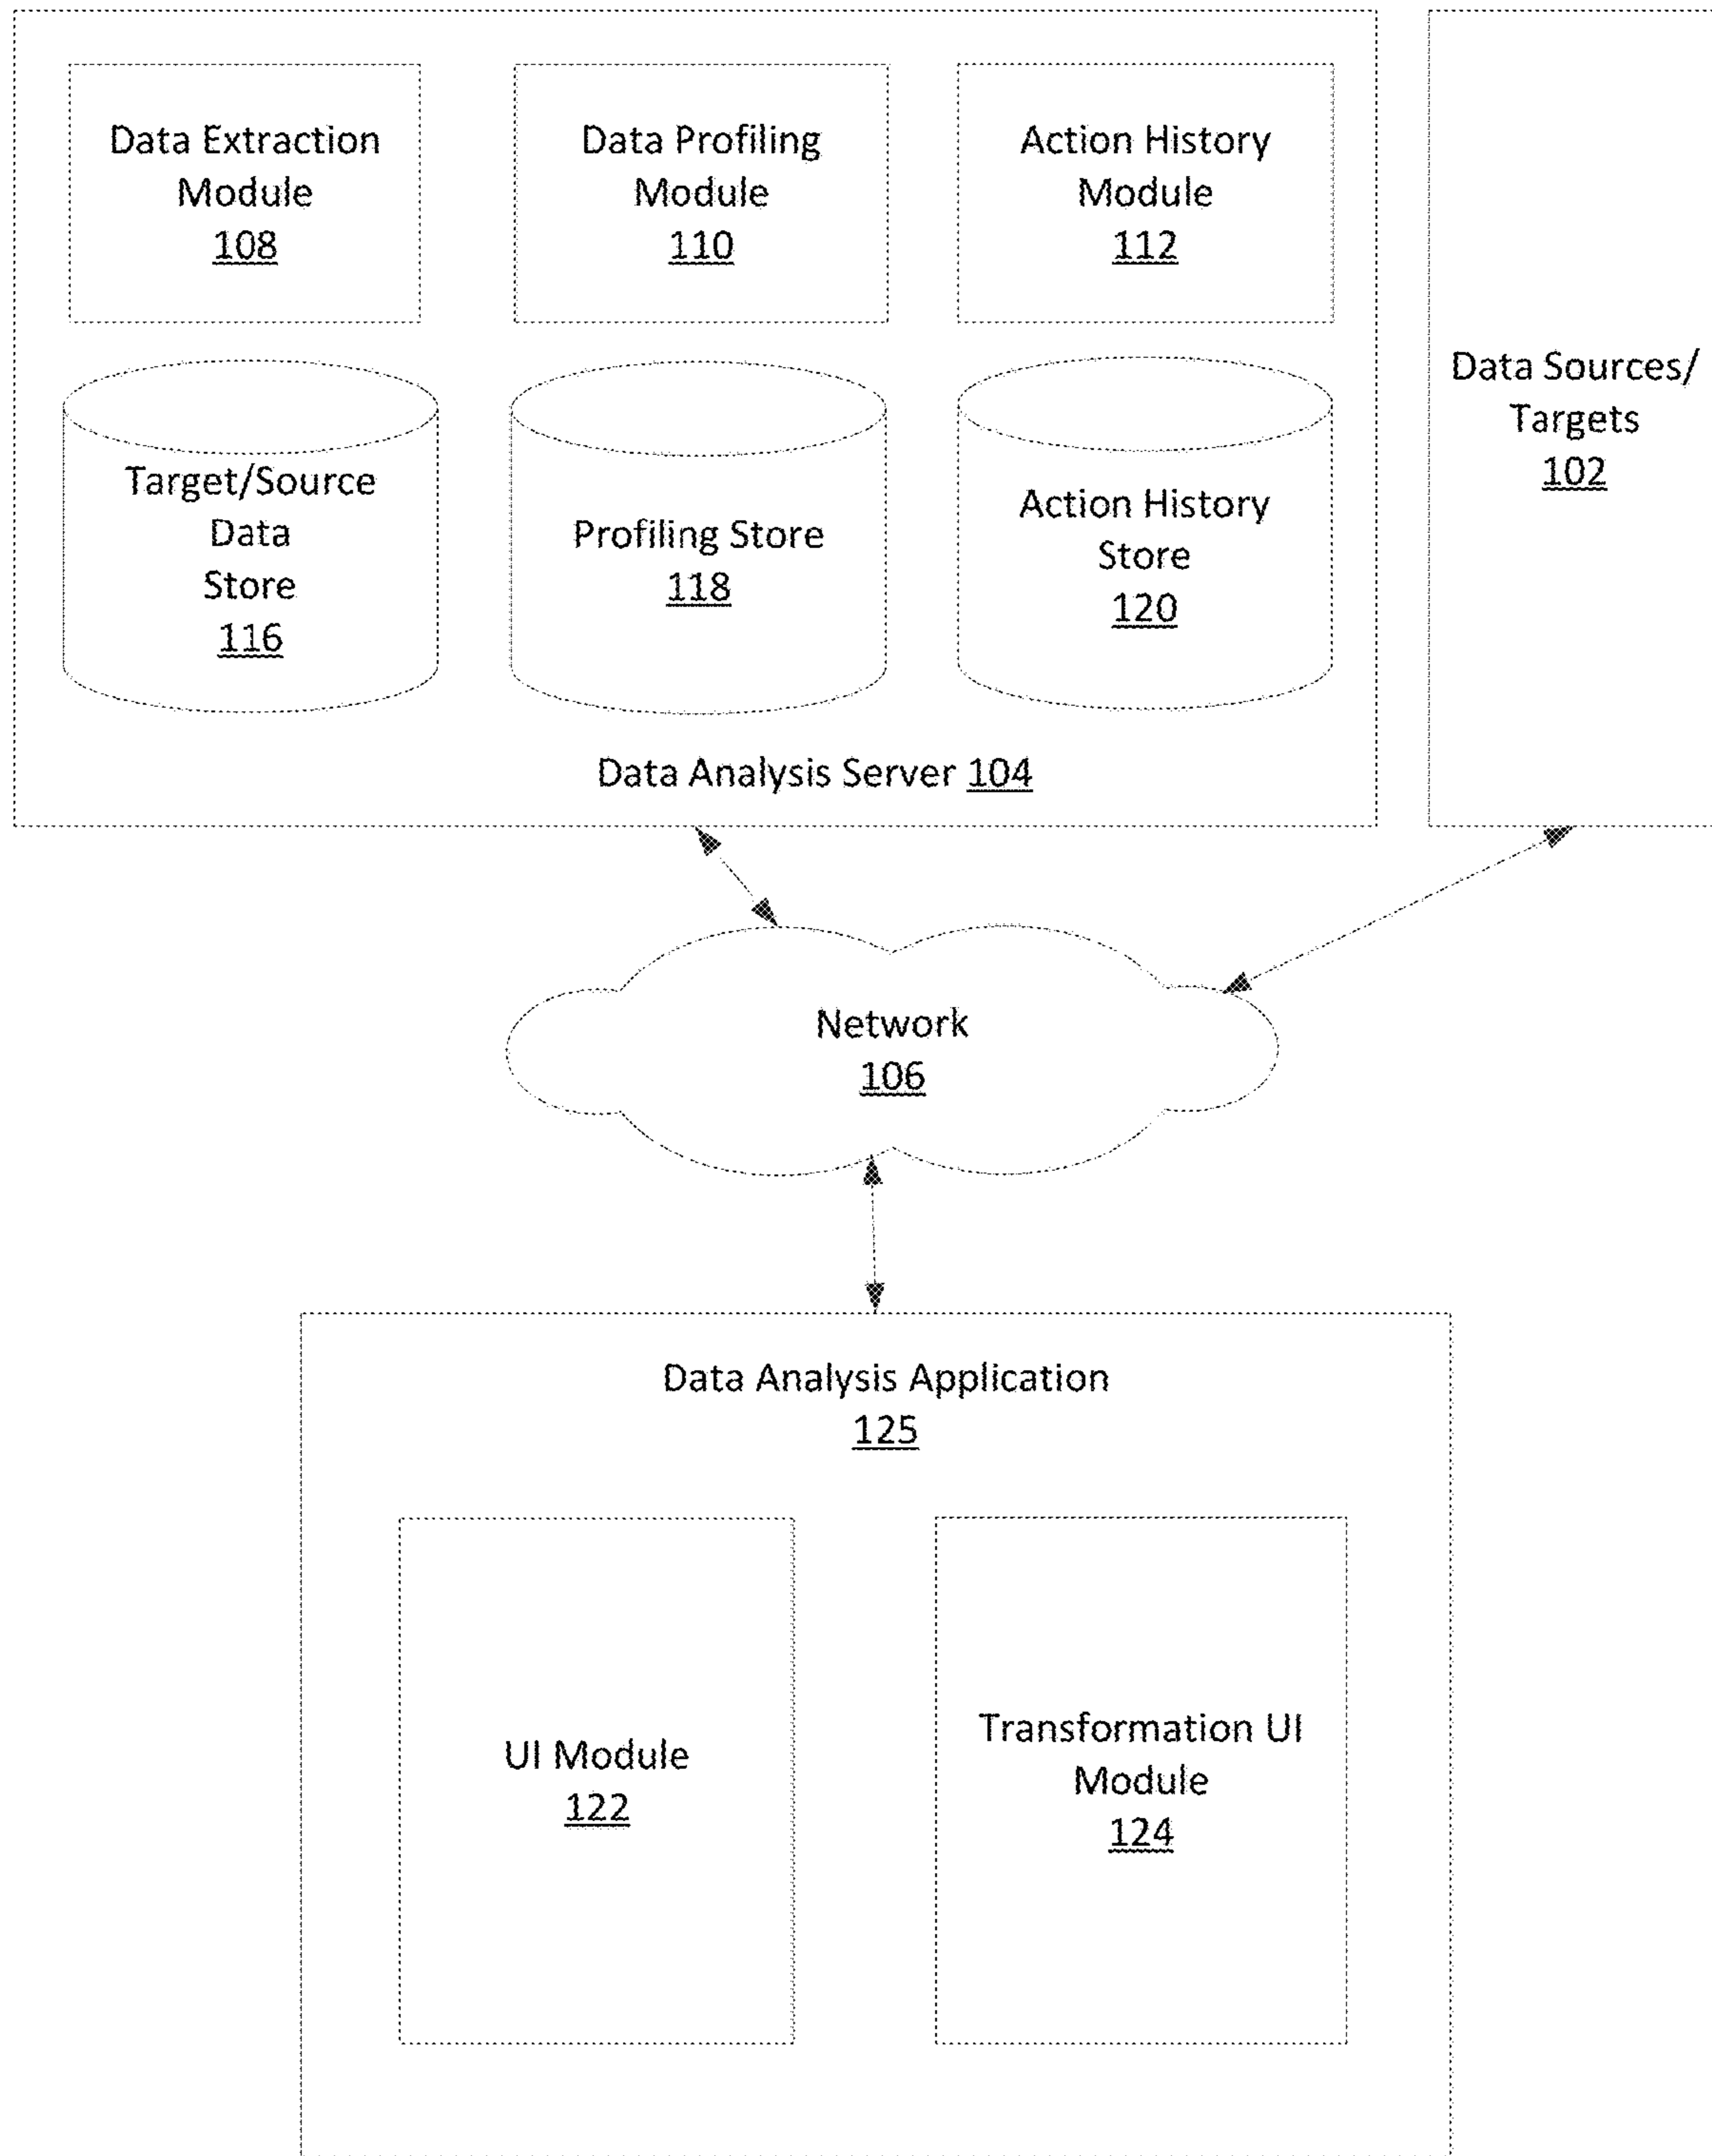 Data Extraction
Module
108
Data Profiling
Module
110
Action History
Module
112
Target/Source
Data
Store
116
Profiling Store
118
Action History
Store
120
Data Analysis Server 104
Data Sources/
Targets
102
Network
106
Data Analysis Application
125
UI Module
122
Transformation UI
Module
124